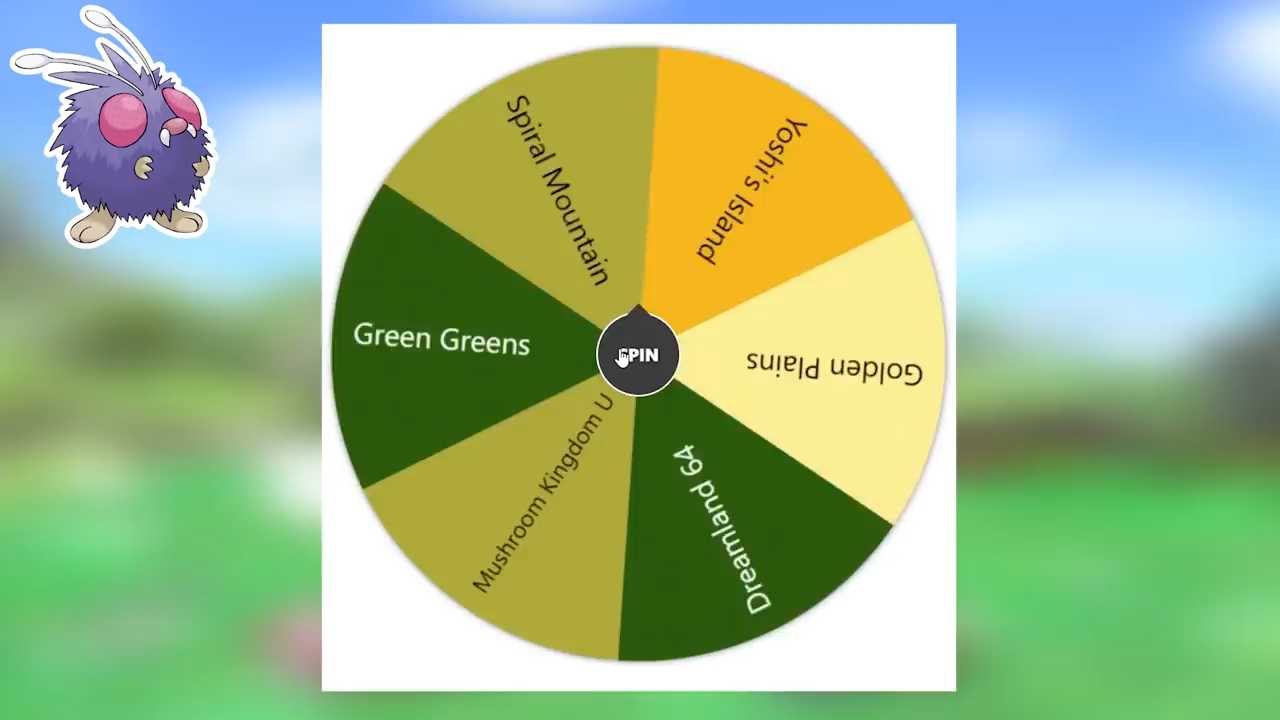 Spiral Mountain
Yoshi's Island
Green Greens
SPIN
Golden Plains
Mushroom Kingdom U
Dreamland 64